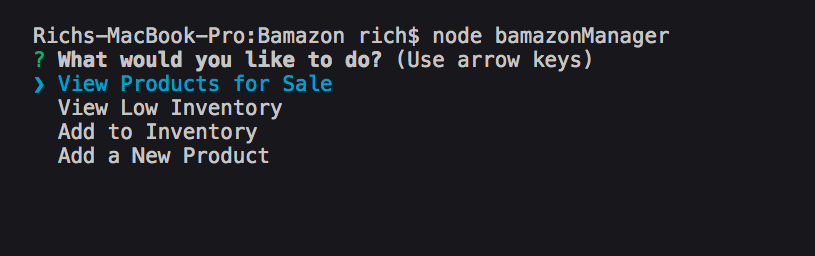 Richs-MacBook-Pro:Bamazon rich$ node bamazonManager
? What would you like to do? (Use arrow keys)
❯ View Products for Sale
View Low Inventory
Add to Inventory
Add a New Product